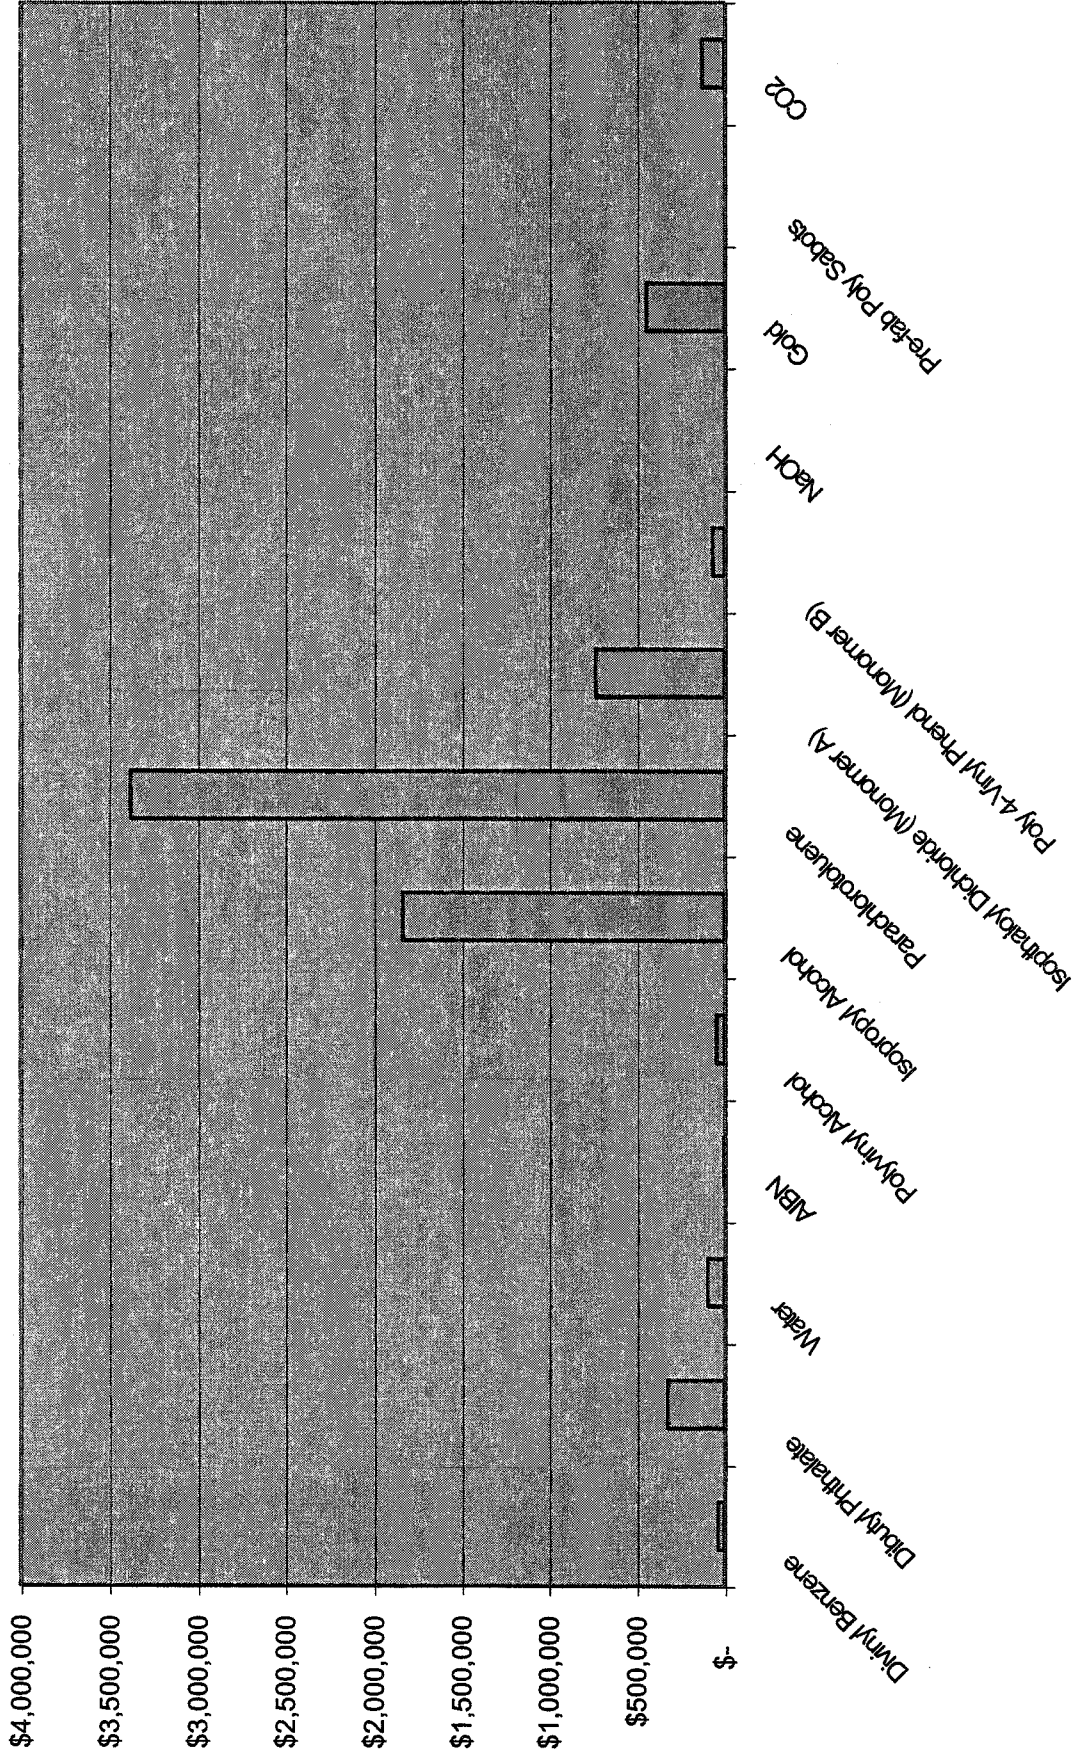 $4,000,000
$3,500,000
$3,000,000
$2,500,000
$2,000,000
$1,500,000
$1,000,000
$500,000
$-
Divinyl Benzene
Dibutyl Phthalate
Water
AIBN
Polyvinyl Alcohol
Isopropyl Alcohol
Parachlorotoluene
Isopthaloyl Dichloride (Monomer A)
Poly 4-Vinyl Phenol (Monomer B)
NaOH
Gold
Pre-fab Poly Sabots
CO2